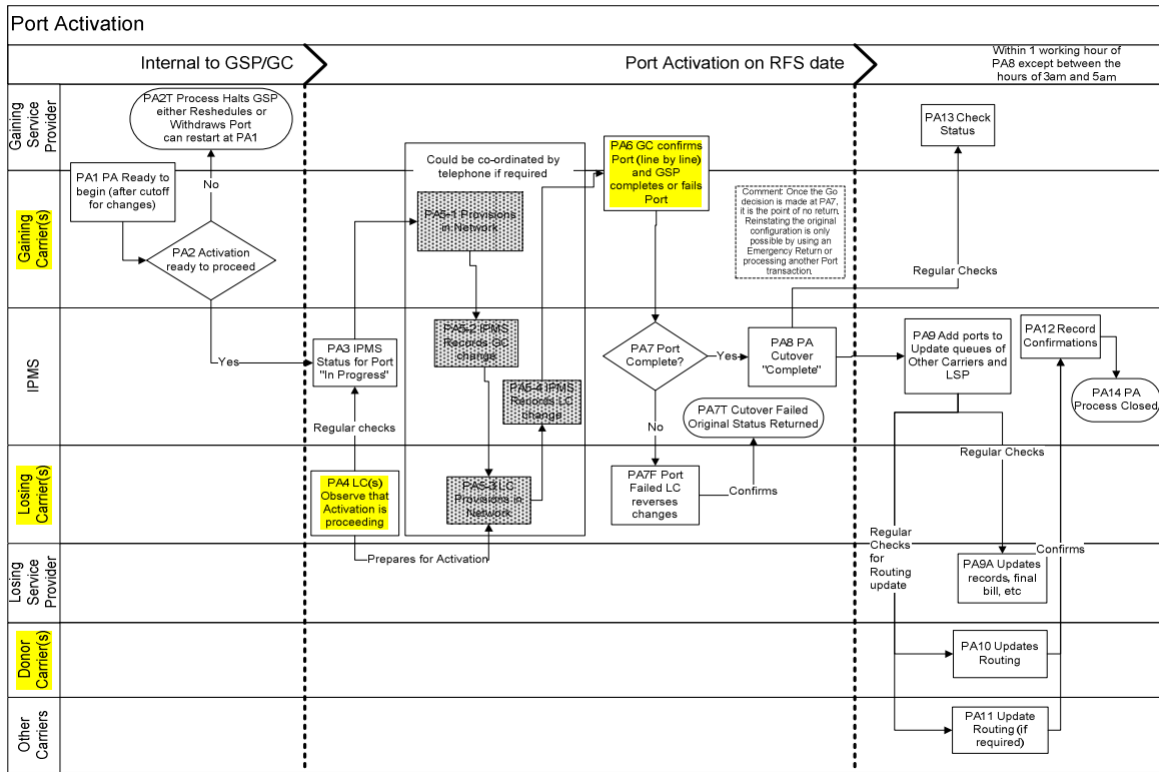 Port Activation
Internal to GSP/GC
Port Activation on RFS date
Within 1 working hour of
PA8 except between the
hours of 3am and 5am
Gaining
Service
Provider
PA2T Process Halts GSP
either Reshedules or
Withdraws Port
can restart at PA1
PA13 Check
Status
PA6 GC confirms
Port (line by line)
and GSP
completes or fails
Port
Could be co-ordinated by
telephone if required
Gaining
Carrier(s)
PA1 PA Ready to
begin (after cutoff
for changes)
No
PA2 Activation
ready to proceed
PA5-1 Provisions
in Network
Comment: Once the Go
decision is made at PA7,
it is the point of no return.
Reinstating the original
configuration is only
possible by using an
Emergency Return or
processing another Port
transaction.
Regular Checks
IPMS
Yes
PA3 IPMS
Status for Port
"In Progress"
PA5-2 IPMS
Records GC
change
PA5-4 IPMS
Records LC
change
PA7 Port
Complete?
Yes
PA8 PA
Cutover
"Complete"
PA9 Add ports to
Update queues of
Other Carriers and
LSP
PA12 Record
Confirmations
PA14 PA
Process Closed
Regular checks
No
PA7T Cutover Failed
Original Status Returned
Losing
Carrier(s)
PA4 LC(s)
Observe that
Activation is
proceeding
PA5-3 LC
Provisions in
Network
PA7F Port
Failed LC
reverses
changes
Confirms
Regular Checks
Prepares for Activation
Regular
Checks
for
Routing
update
Confirms
Losing
Service
Provider
PA9A Updates
records, final
bill, etc
Donor
Carrier(s)
PA10 Updates
Routing
Other
Carriers
PA11 Update
Routing (if
required)